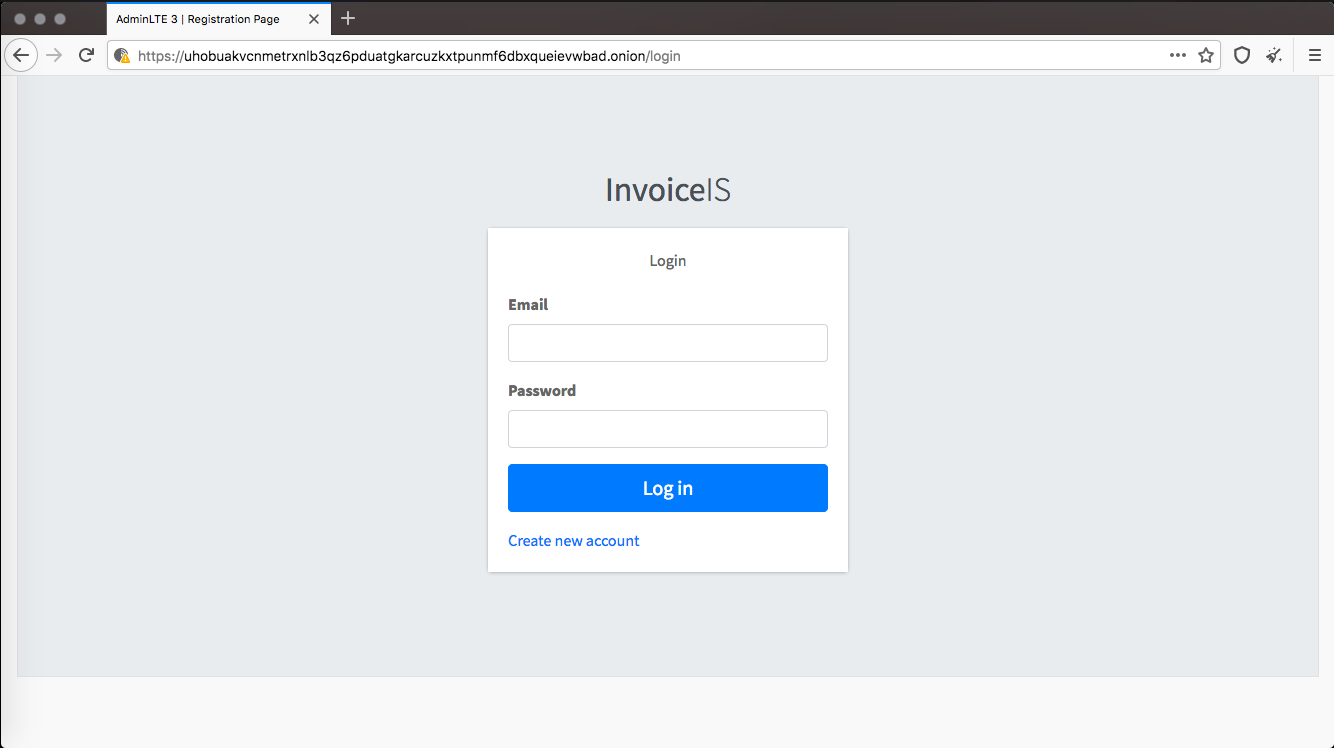 AdminLTE 3 | Registration Page
https://uhobuakvcnmetrxnlb3qz6pduatgkarcuzkxtpunmf6dbxqueievwbad.onion/login
InvoiceIS
Login
Email
Password
Log in
Create new account